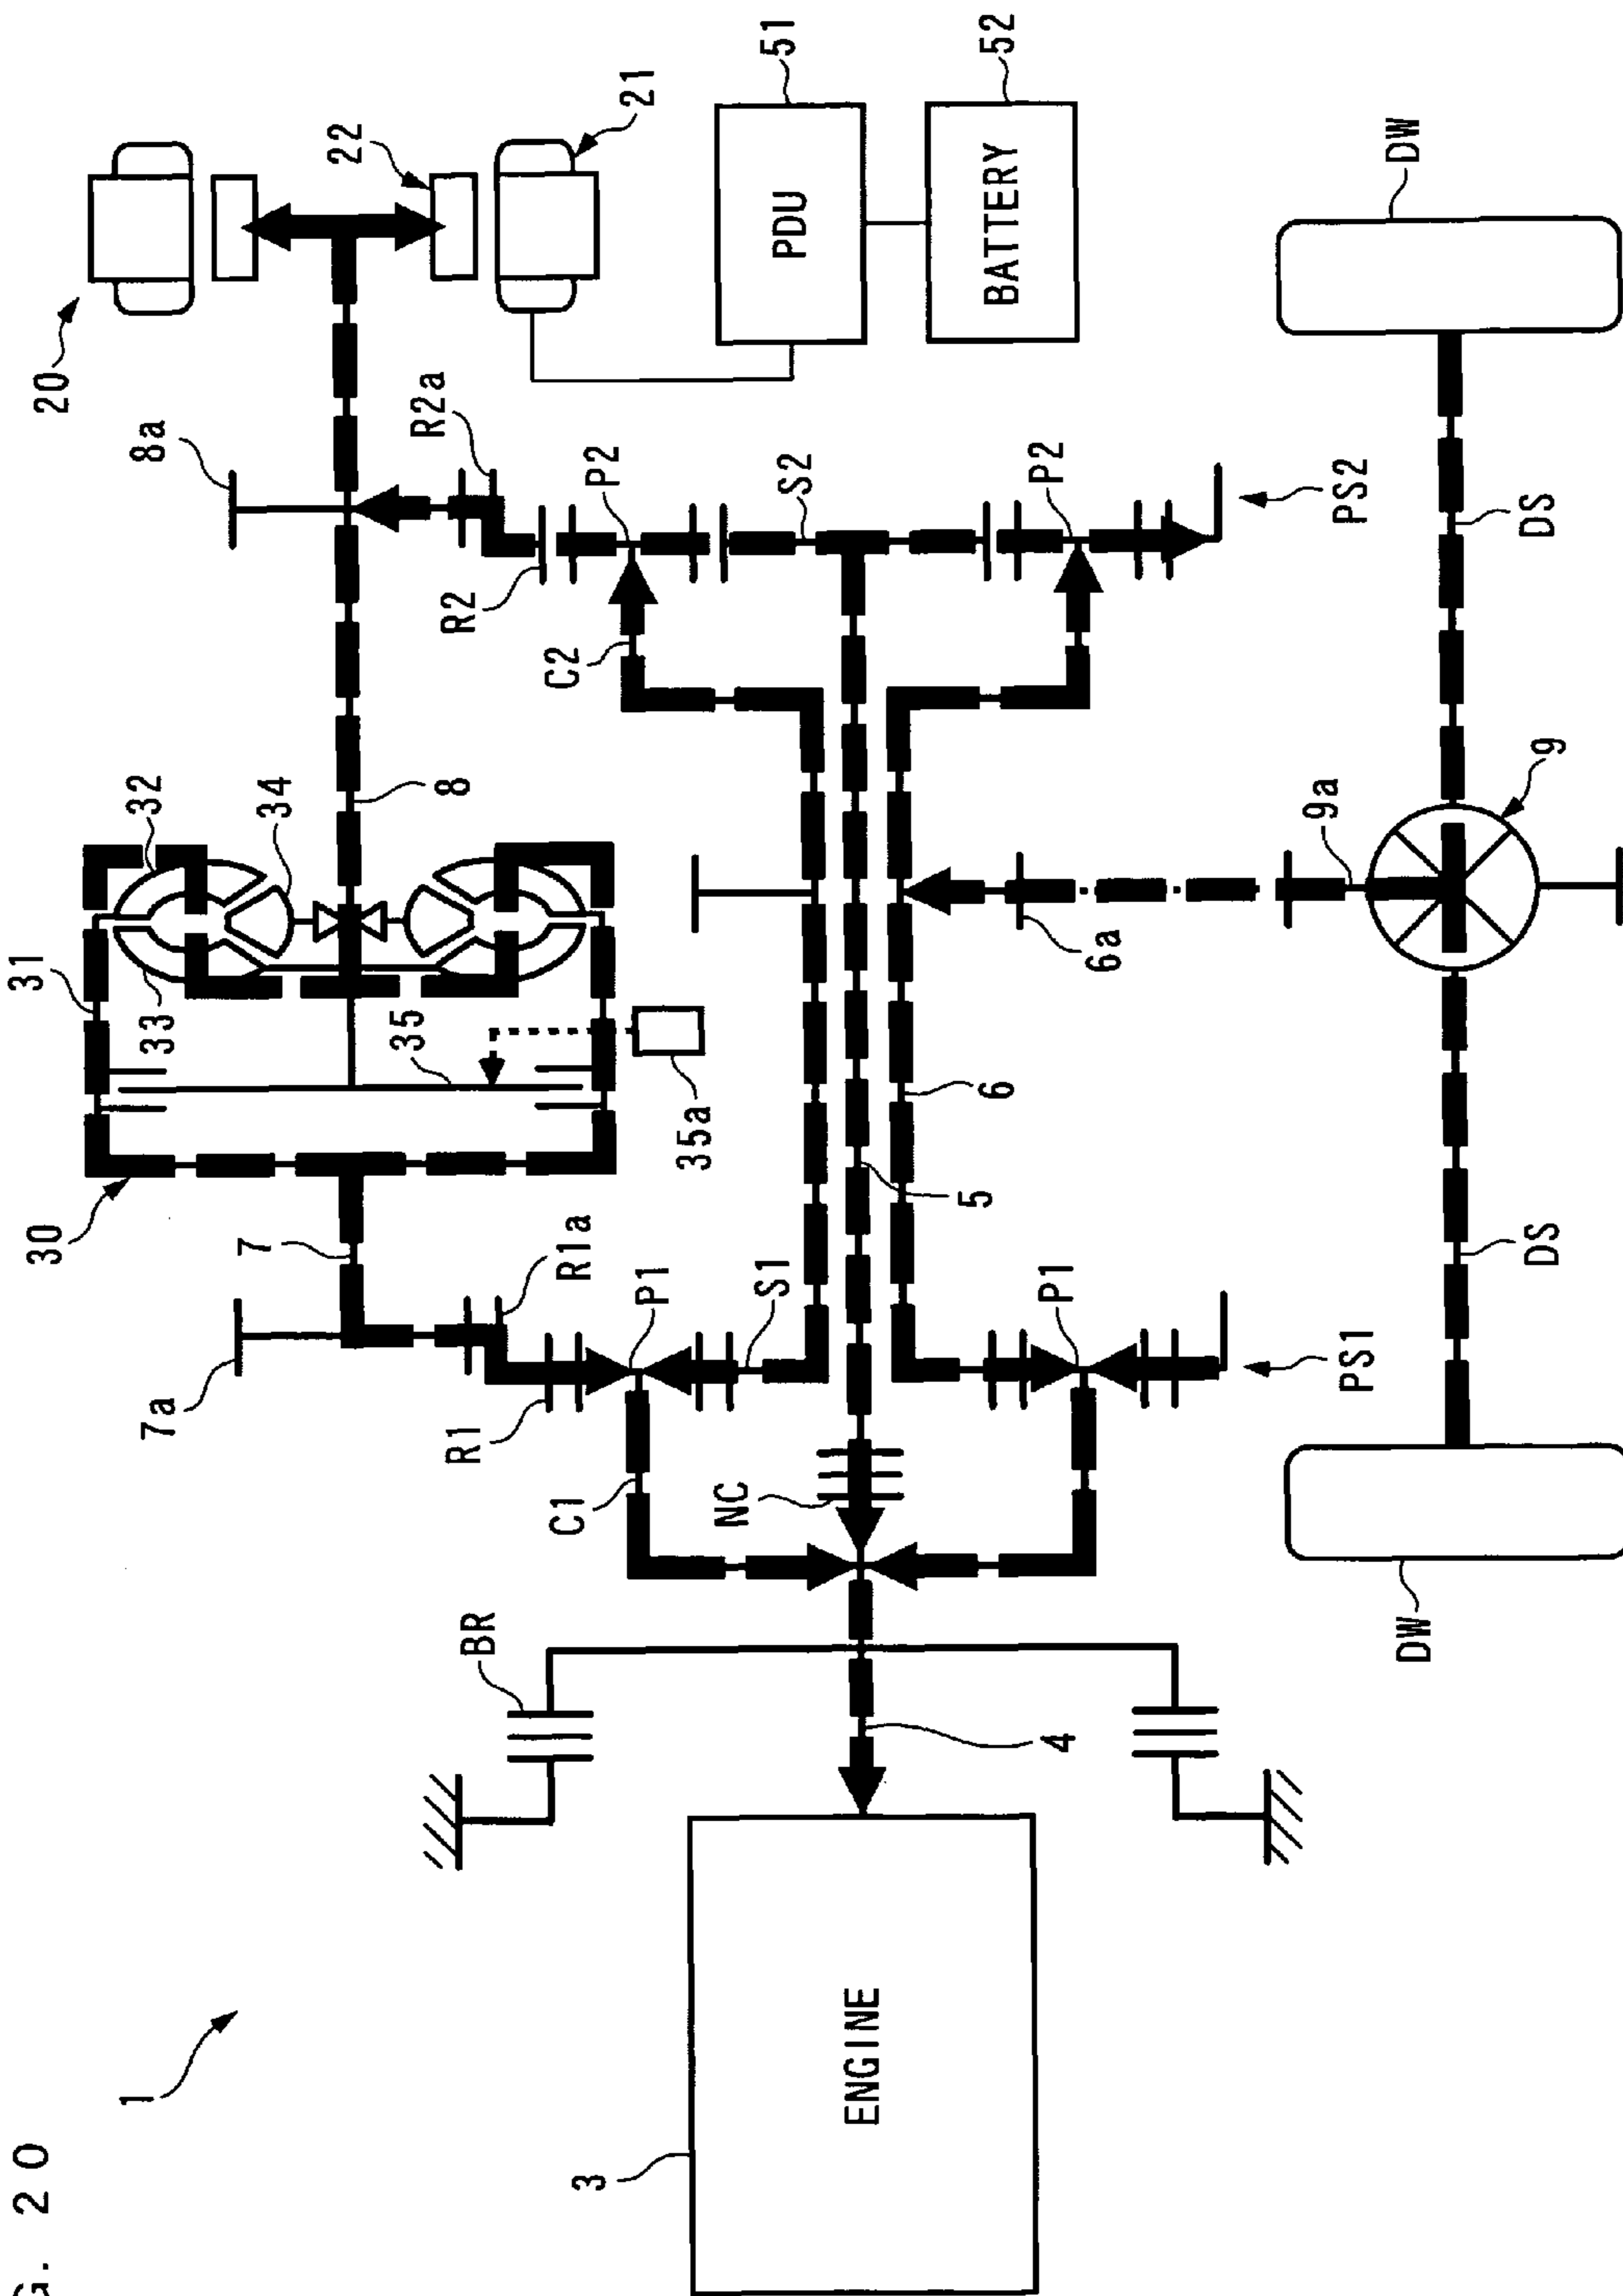 G. 20
1
20
22
21
PDU
51
BATTERY
52
8a
R2a
R2
P2
S2
C2
P2
PS2
DW
DS
31
32
33
34
35
35a
8
30
7
7a
R1a
R1
P1
S1
C1
NC
5
6
6a
9a
9
P1
PS1
DS
DW
BR
4
3
ENGINE